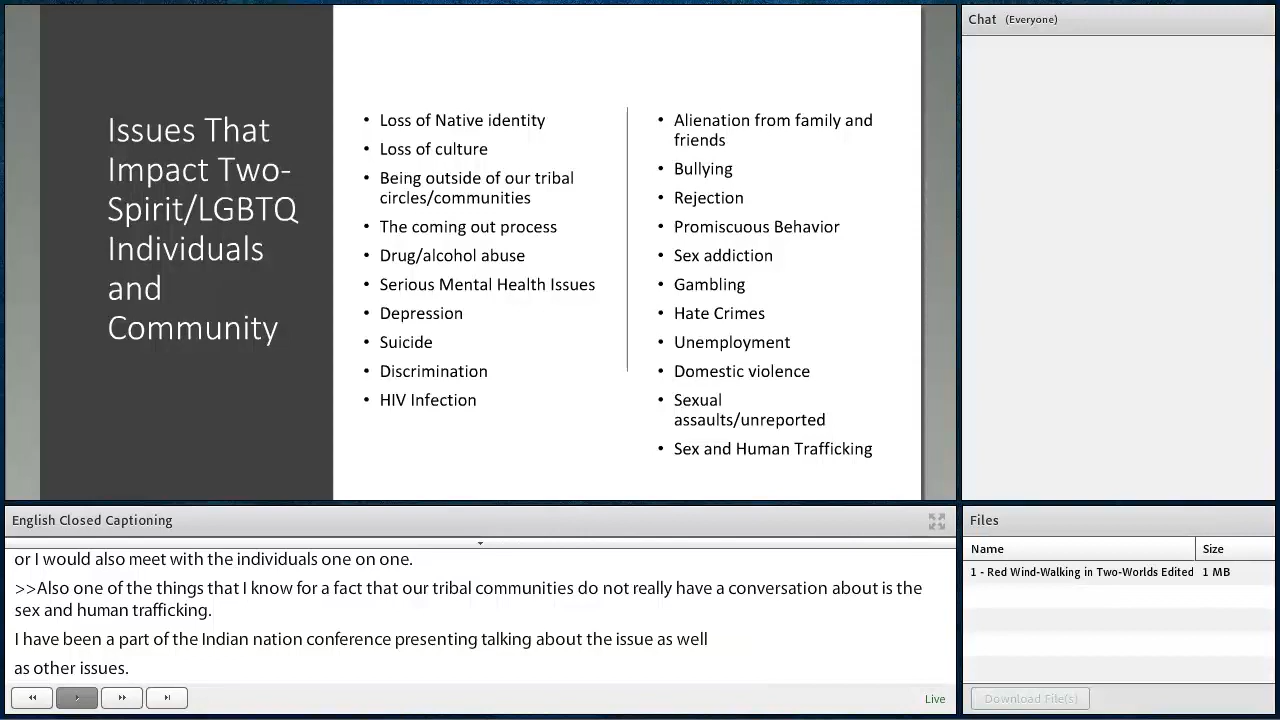 Issues That
Impact Two-
Spirit/LGBTQ
Individuals
and
Community
• Loss of Native identity
• Loss of culture
• Being outside of our tribal
circles/communities
• The coming out process
• Drug/alcohol abuse
• Serious Mental Health Issues
• Depression
• Suicide
• Discrimination
• HIV Infection
• Alienation from family and
friends
• Bullying
• Rejection
• Promiscuous Behavior
• Sex addiction
• Gambling
• Hate Crimes
• Unemployment
• Domestic violence
• Sexual
assaults/unreported
• Sex and Human Trafficking
Chat (Everyone)
English Closed Captioning
or I would also meet with the individuals one on one.
>>Also one of the things that I know for a fact that our tribal communities do not really have a conversation about is the
sex and human trafficking.
I have been a part of the Indian nation conference presenting talking about the issue as well
as other issues.
Live
Files
Name Size
1 - Red Wind-Walking in Two-Worlds Edited 1 MB
Download File(s)